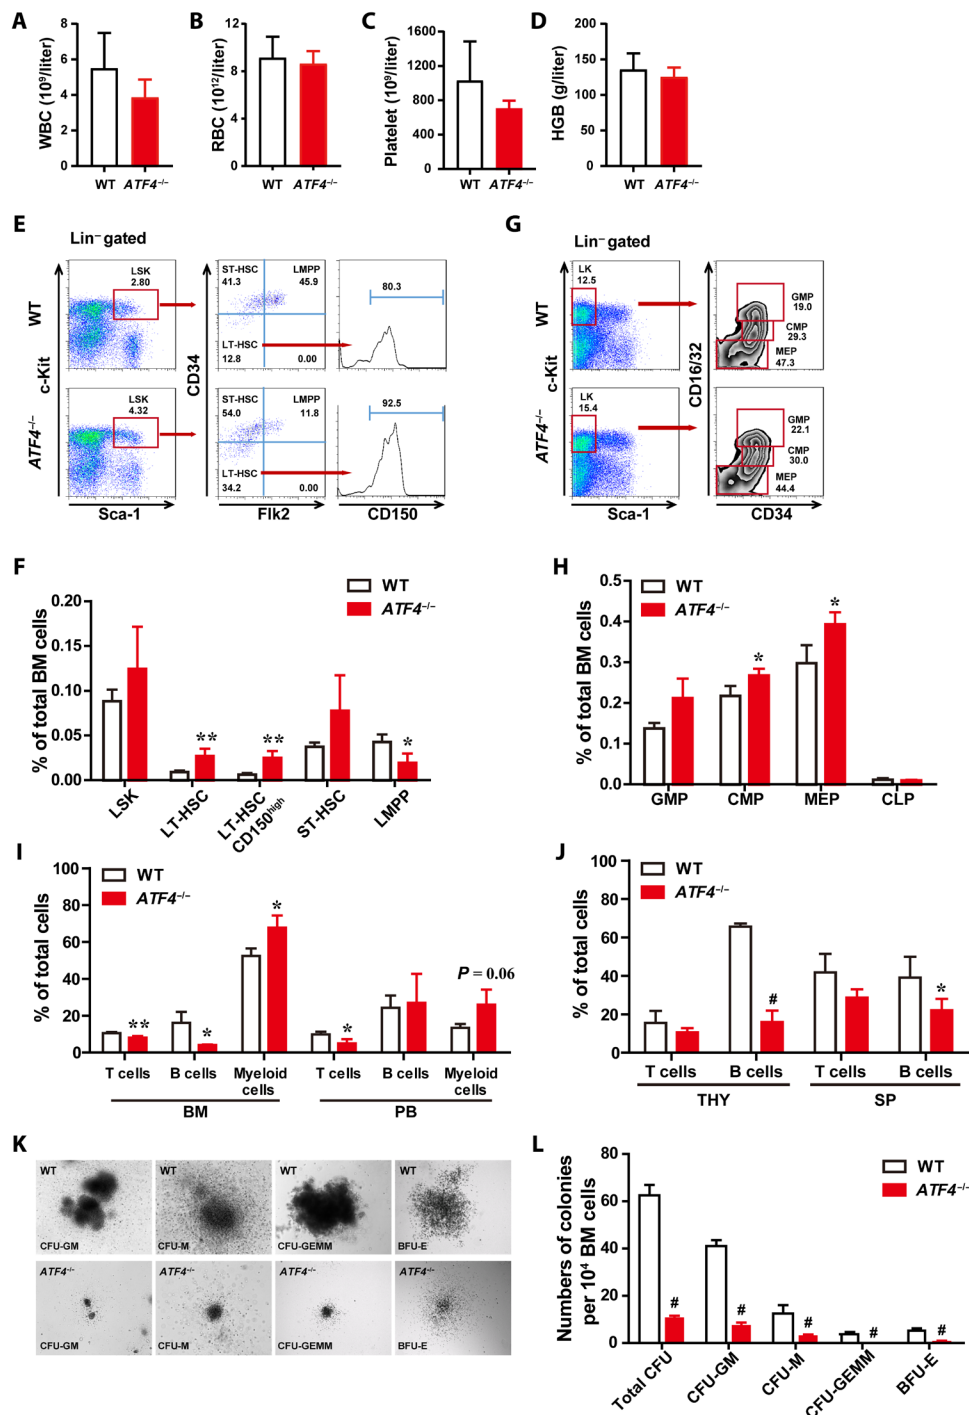 A
WBC (10⁹/liter)
8
6
4
2
0
WT
ATF4⁻/⁻
B
RBC (10¹²/liter)
12
8
4
0
WT
ATF4⁻/⁻
C
Platelet (10⁹/liter)
1600
1200
800
400
0
WT
ATF4⁻/⁻
D
HGB (g/liter)
200
150
100
50
0
WT
ATF4⁻/⁻
E
Lin⁻ gated
WT
ATF4⁻/⁻
c-Kit
LSK
2.80
LSK
4.32
Sca-1
CD34
ST-HSC
41.3
LMPP
45.9
LT-HSC
12.8
0.00
ST-HSC
54.0
LMPP
11.8
LT-HSC
34.2
0.00
Flk2
80.3
92.5
CD150
G
Lin⁻ gated
WT
ATF4⁻/⁻
c-Kit
LK
12.5
LK
15.4
Sca-1
CD16/32
GMP
19.0
CMP
29.3
MEP
47.3
GMP
22.1
CMP
30.0
MEP
44.4
CD34
F
WT
ATF4⁻/⁻
% of total BM cells
0.20
0.15
0.10
0.05
0.00
**
**
*
LSK
LT-HSC
LT-HSC
CD150ʰⁱᵍʰ
ST-HSC
LMPP
H
WT
ATF4⁻/⁻
% of total BM cells
0.5
0.4
0.3
0.2
0.1
0.0
*
*
GMP
CMP
MEP
CLP
I
WT
ATF4⁻/⁻
% of total cells
100
80
60
40
20
0
**
*
*
*
P = 0.06
T cells
B cells
Myeloid
cells
T cells
B cells
Myeloid
cells
BM
PB
J
WT
ATF4⁻/⁻
% of total cells
100
80
60
40
20
0
#
*
T cells
B cells
T cells
B cells
THY
SP
K
WT
CFU-GM
WT
CFU-M
WT
CFU-GEMM
WT
BFU-E
ATF4⁻/⁻
CFU-GM
ATF4⁻/⁻
CFU-M
ATF4⁻/⁻
CFU-GEMM
ATF4⁻/⁻
BFU-E
L
WT
ATF4⁻/⁻
Numbers of colonies
per 10⁴ BM cells
80
60
40
20
0
#
#
#
#
#
Total CFU
CFU-GM
CFU-M
CFU-GEMM
BFU-E